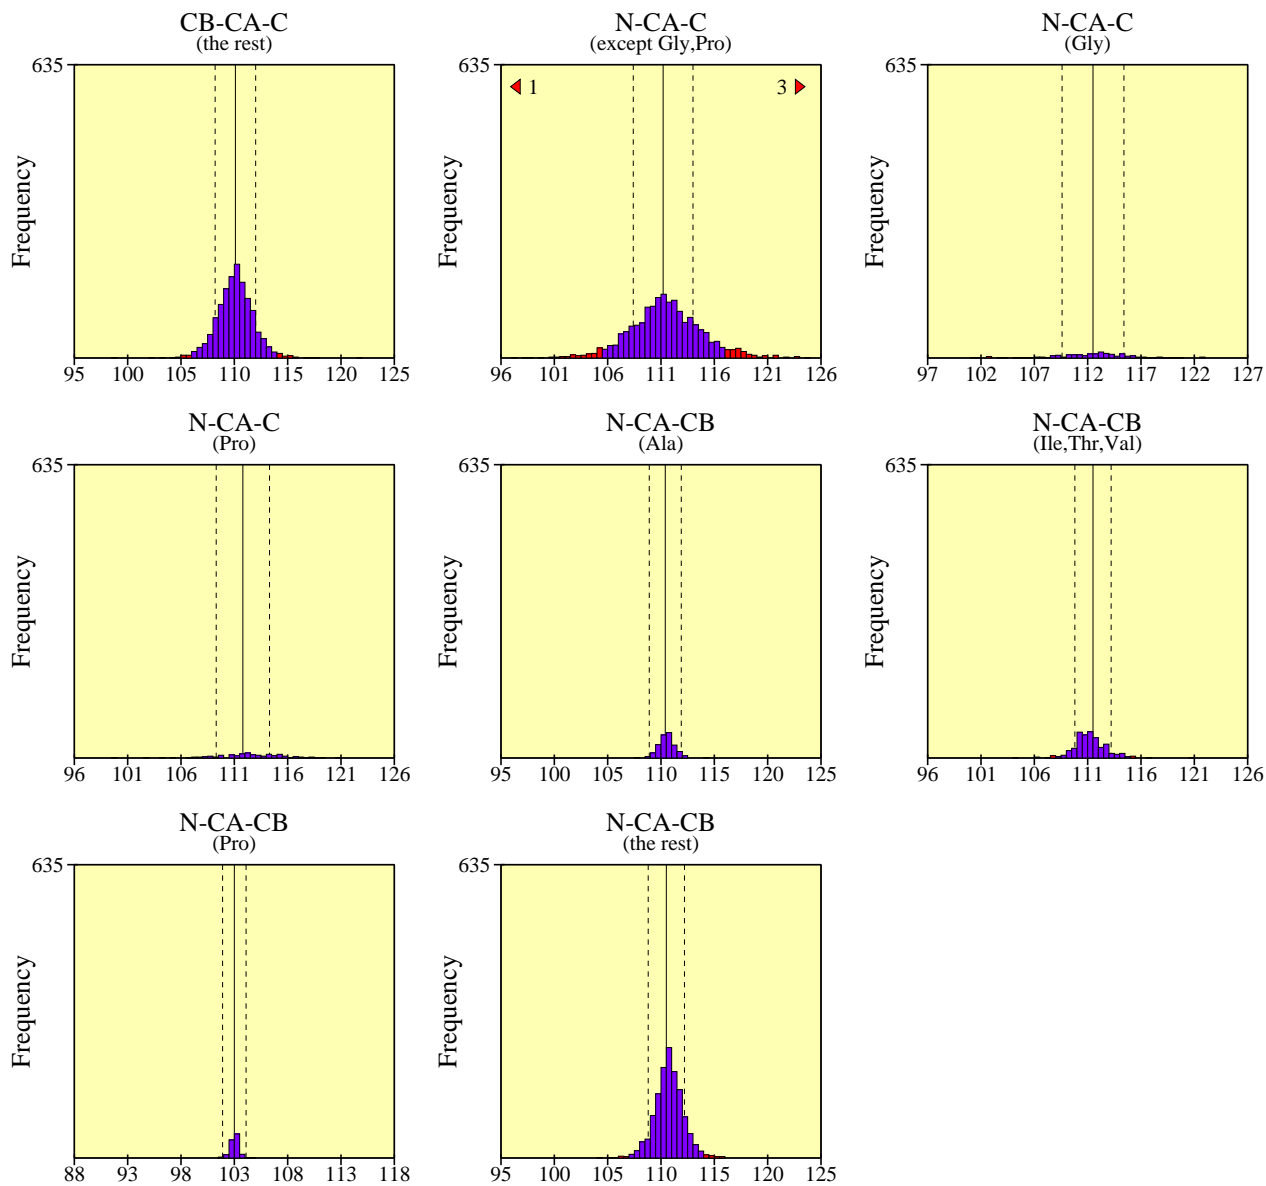 CB-CA-C
(the rest)
635
Frequency
95 100 105 110 115 120 125
N-CA-C
(except Gly,Pro)
635
1
3
Frequency
96 101 106 111 116 121 126
N-CA-C
(Gly)
635
Frequency
97 102 107 112 117 122 127
N-CA-C
(Pro)
635
Frequency
96 101 106 111 116 121 126
N-CA-CB
(Ala)
635
Frequency
95 100 105 110 115 120 125
N-CA-CB
(Ile,Thr,Val)
635
Frequency
96 101 106 111 116 121 126
N-CA-CB
(Pro)
635
Frequency
88 93 98 103 108 113 118
N-CA-CB
(the rest)
635
Frequency
95 100 105 110 115 120 125